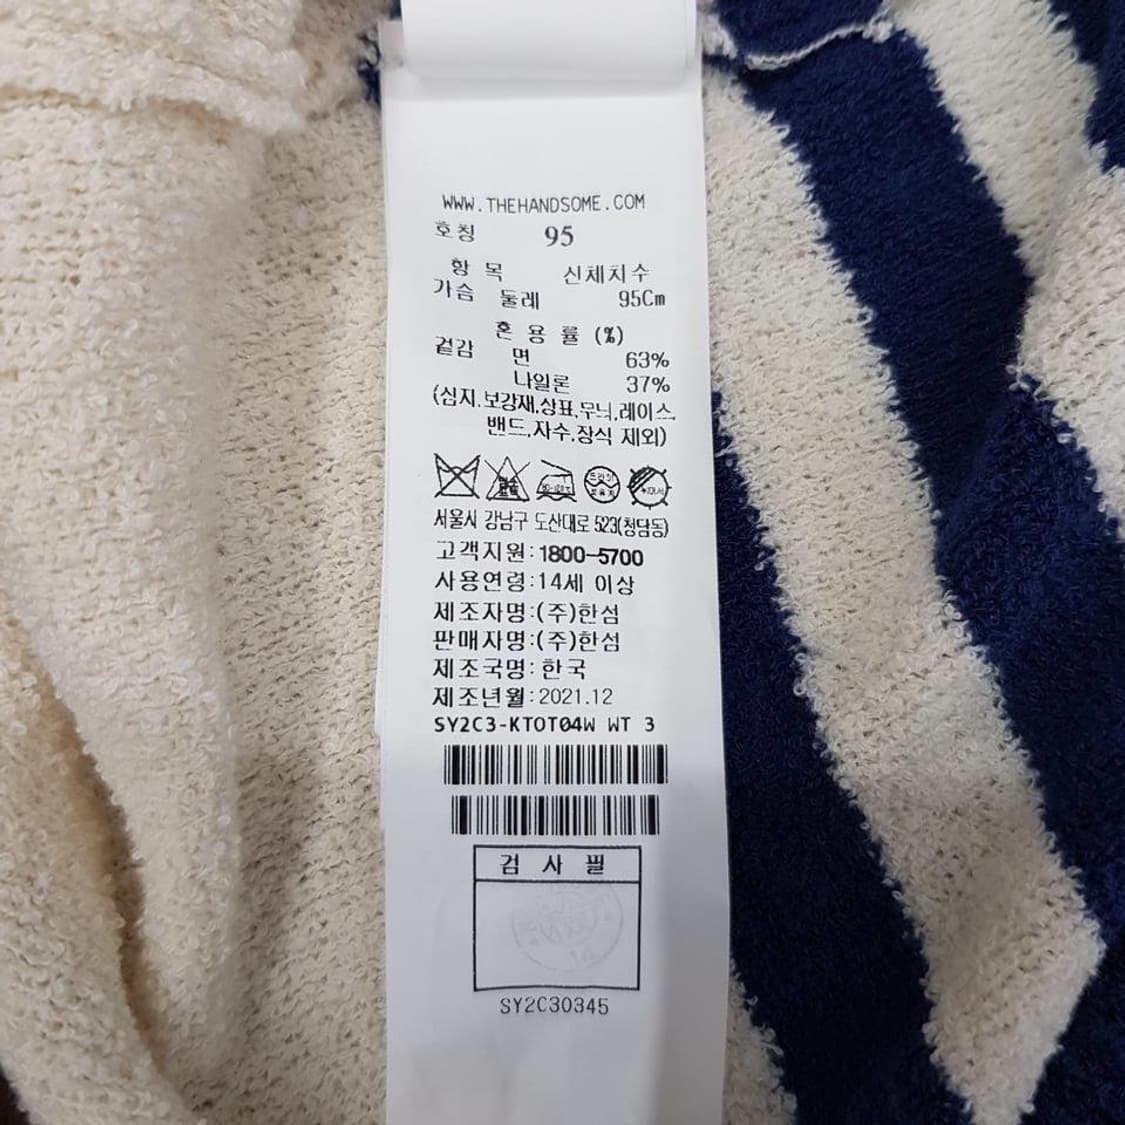 WWW.THEHANDSOME.COM
호칭 95
항 목 신체치수
가슴 둘레 95Cm
혼 용 률 (%)
겉감 면 63%
나일론 37%
(심지.보강재.상표.무늬.레이스.
밴드.자수.장식 제외)
드라이
서울시 강남구 도산대로 523(청담동)
고객지원:1800-5700
사용연령:14세 이상
제조자명:(주)한섬
판매자명:(주)한섬
제조국명:한국
제조년월:2021.12
SY2C3-KTOT04W WT 3
검 사 필
SY2C30345